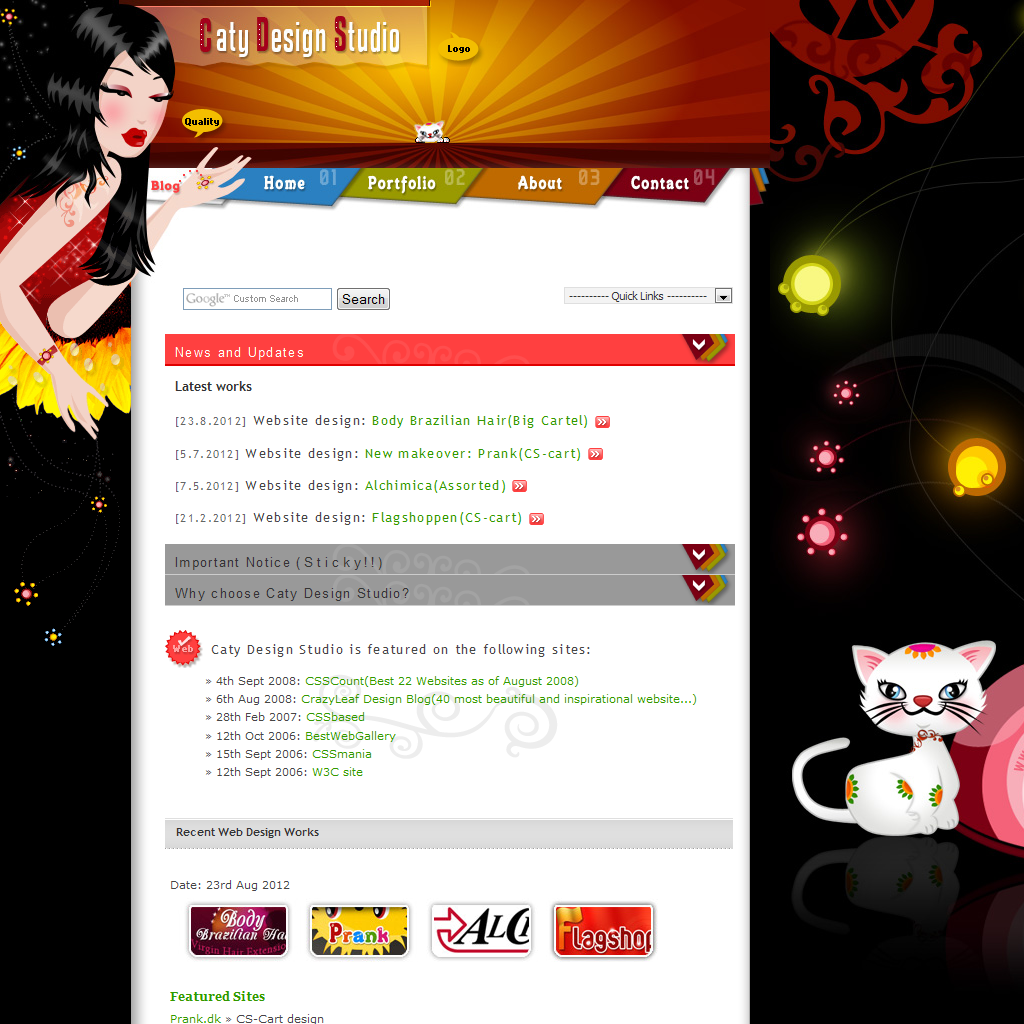 Caty Design Studio
Logo
Quality
Blog
Home 01
Portfolio 02
About 03
Contact 04
Google™ Custom Search
Search
---------- Quick Links ----------
News and Updates
Latest works
[23.8.2012] Website design: Body Brazilian Hair(Big Cartel)
[5.7.2012] Website design: New makeover: Prank(CS-cart)
[7.5.2012] Website design: Alchimica(Assorted)
[21.2.2012] Website design: Flagshoppen(CS-cart)
Important Notice (Sticky!!)
Why choose Caty Design Studio?
Web
Caty Design Studio is featured on the following sites:
» 4th Sept 2008: CSSCount(Best 22 Websites as of August 2008)
» 6th Aug 2008: CrazyLeaf Design Blog(40 most beautiful and inspirational website...)
» 28th Feb 2007: CSSbased
» 12th Oct 2006: BestWebGallery
» 15th Sept 2006: CSSmania
» 12th Sept 2006: W3C site
Recent Web Design Works
Date: 23rd Aug 2012
Body
Brazilian Ha
Virgin Hair Extension
Prank
ALC
Flagshop
Featured Sites
Prank.dk » CS-Cart design